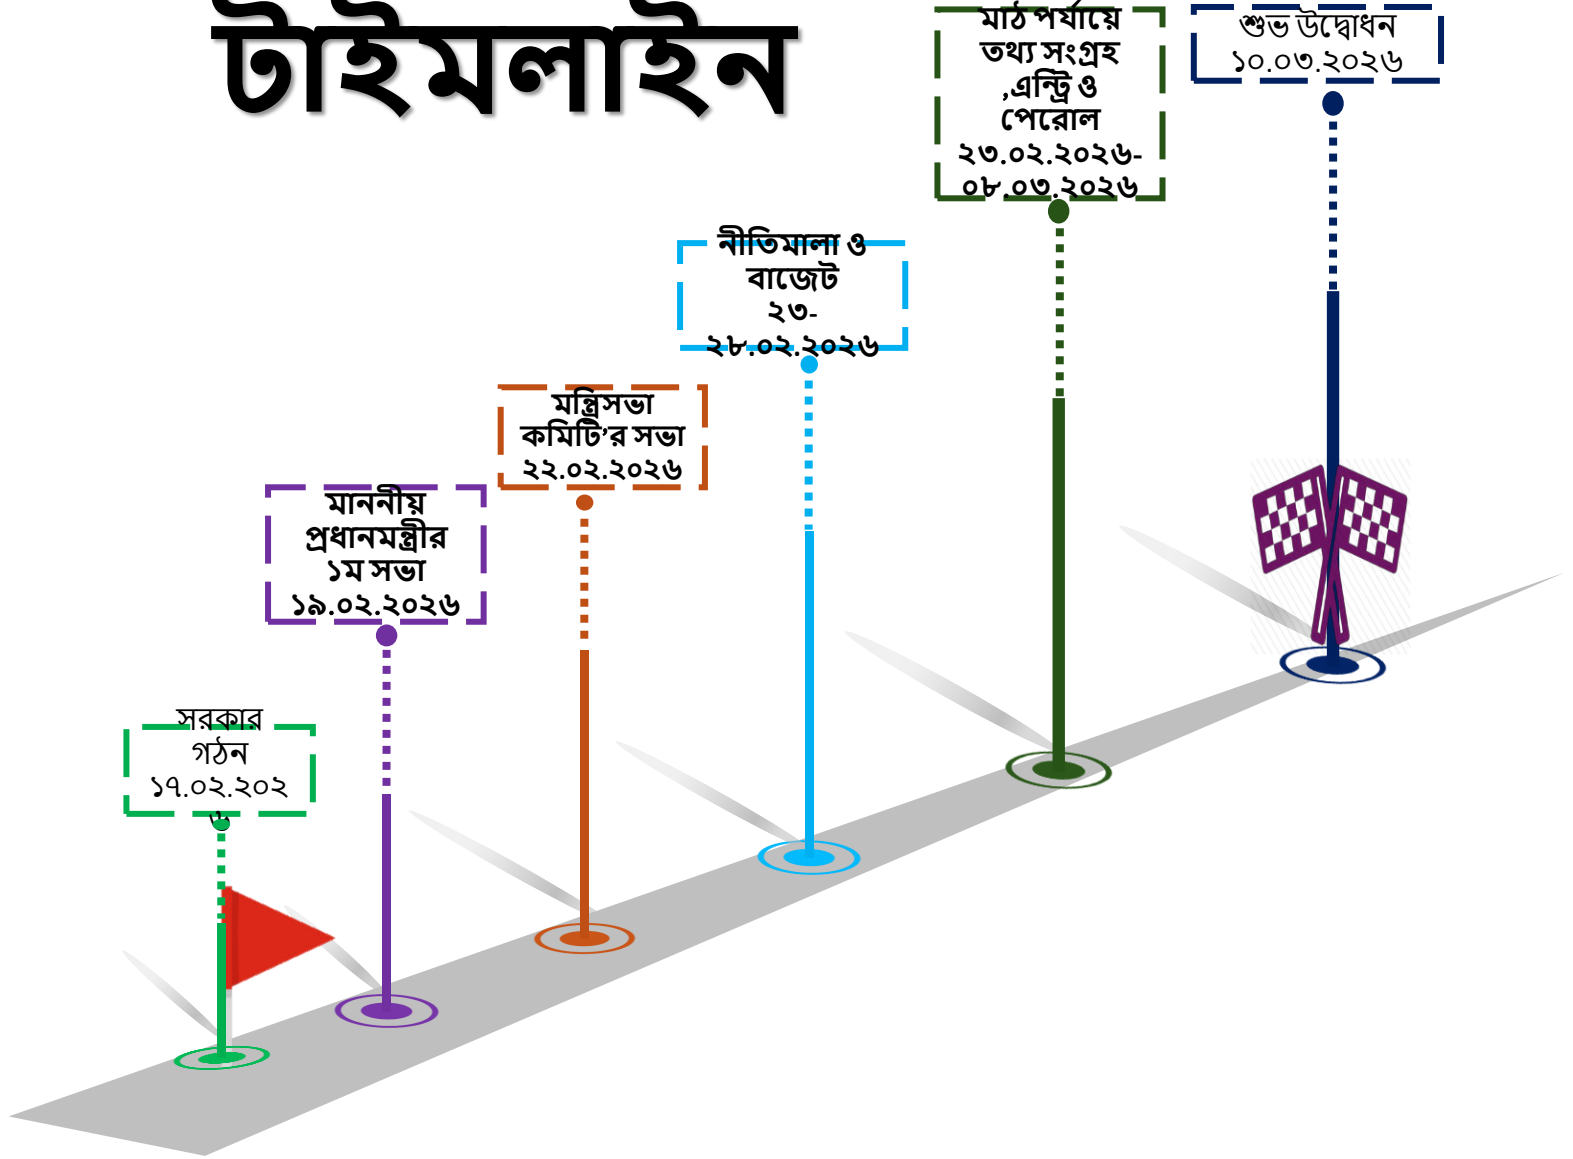 টাইমলাইন
মাঠ পর্যায়ে
তথ্য সংগ্রহ
,এন্ট্রি ও
পেরোল
২৩.০২.২০২৬-
০৮.০৩.২০২৬
শুভ উদ্বোধন
১০.০৩.২০২৬
নীতিমালা ও
বাজেট
২৩-
২৮.০২.২০২৬
মন্ত্রিসভা
কমিটি’র সভা
২২.০২.২০২৬
মাননীয়
প্রধানমন্ত্রীর
১ম সভা
১৯.০২.২০২৬
সরকার
গঠন
১৭.০২.২০২
৬